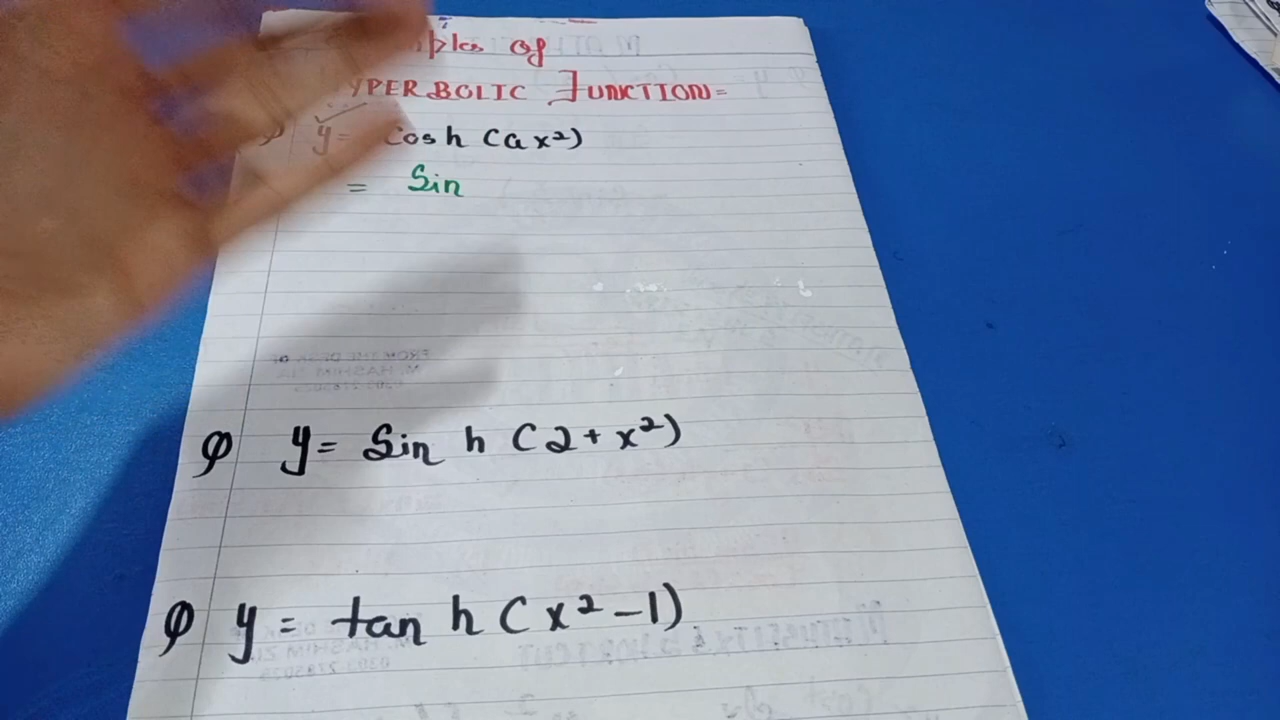 of
YPERBOLIC FUNCTION=
y= Cosh (ax²)
= Sin
Q y= Sin h (2+x²)
Q y = tan h (x²-1)